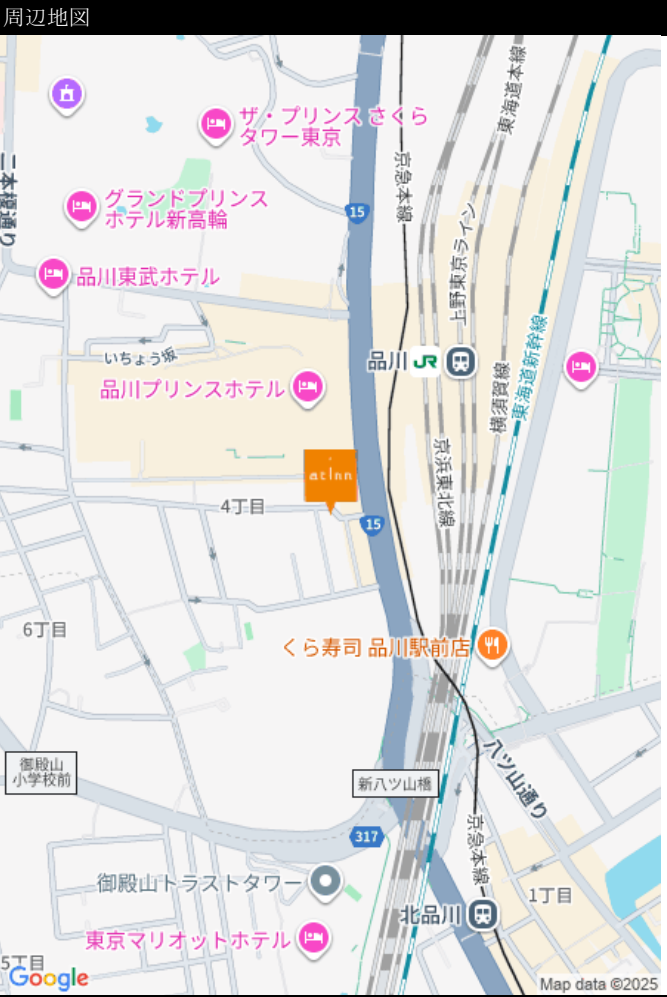 周辺地図
ザ・プリンス さくら
タワー東京
東海道本線
二本榎通り
京急本線
グランドプリンス
ホテル新高輪
15
上野東京ライン
品川東武ホテル
いちょう坂
品川 JR
東海道新幹線
横須賀線
品川プリンスホテル
at Inn
京浜東北線
4丁目
15
6丁目
くら寿司 品川駅前店
御殿山
小学校前
新八ツ山橋
八ツ山通り
317
京急本線
御殿山トラストタワー
1丁目
北品川
東京マリオットホテル
5丁目
Google
Map data ©2025